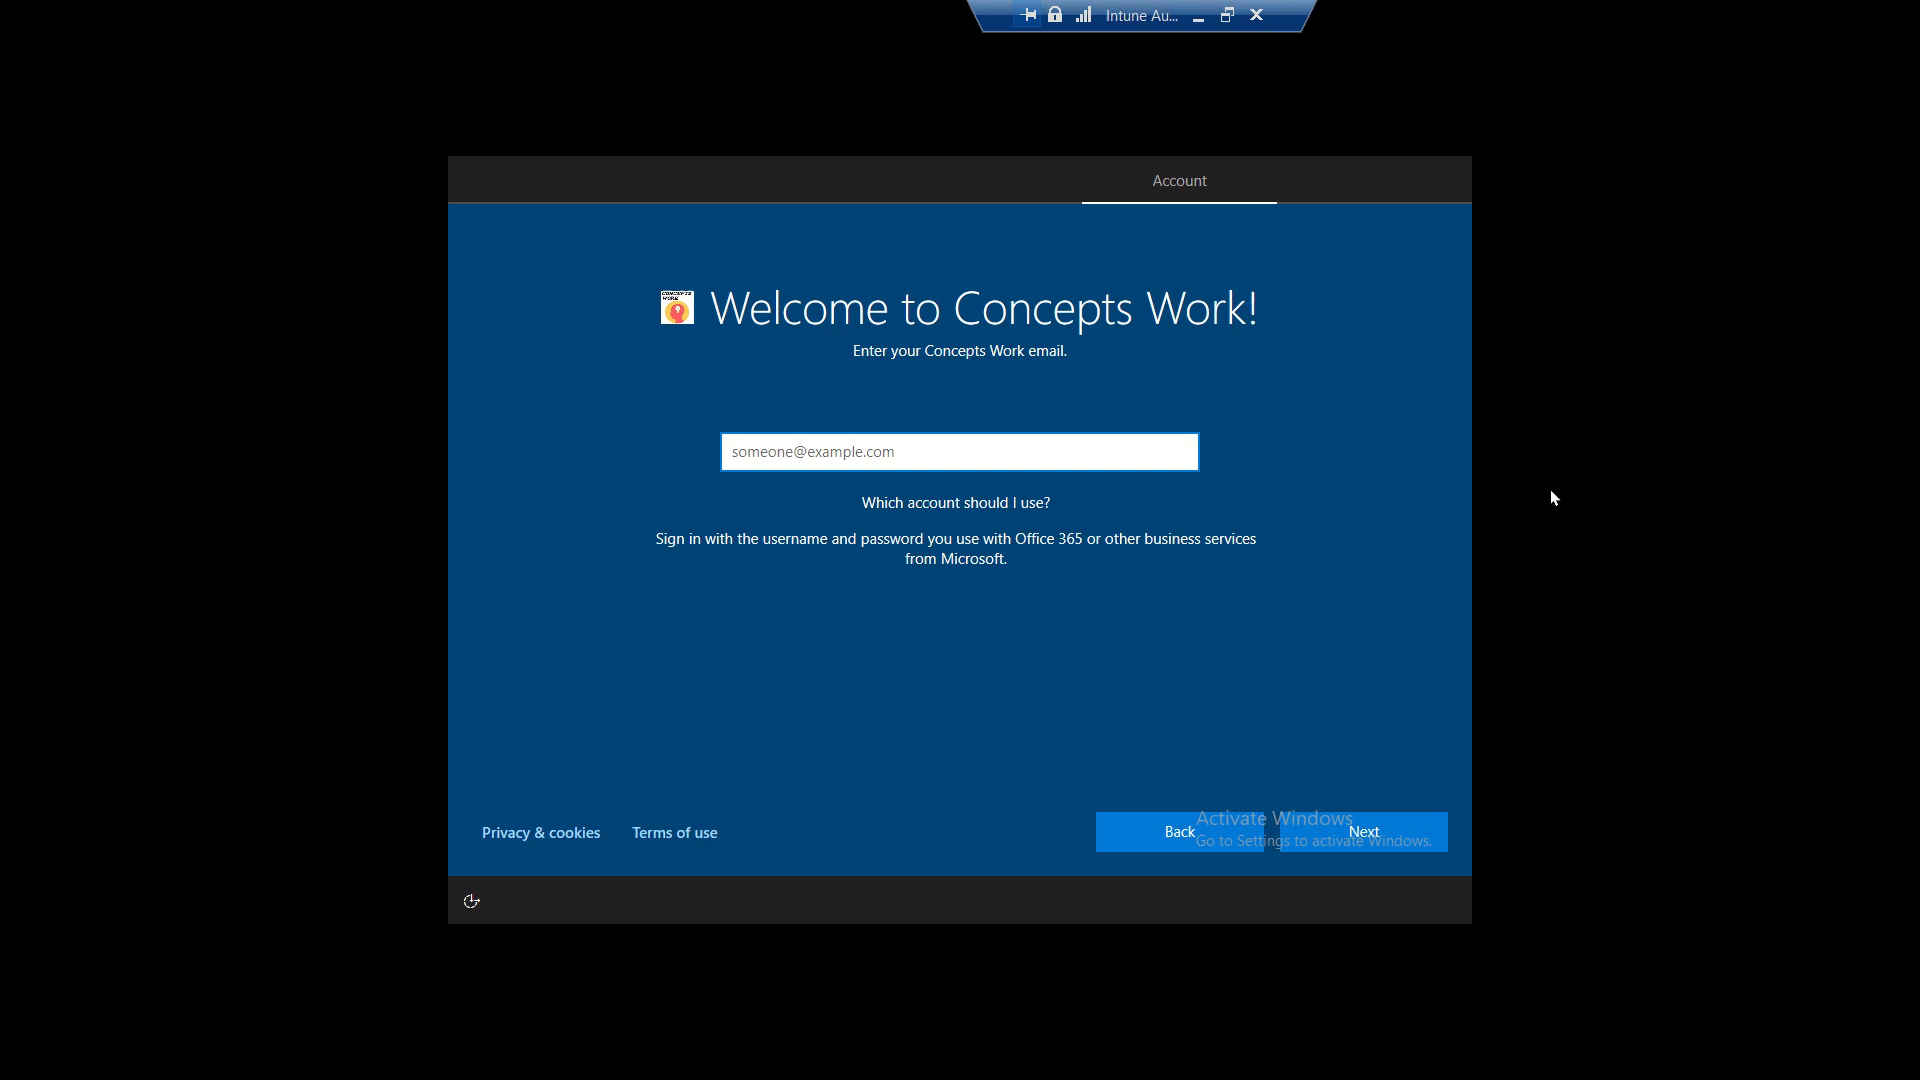 Intune Au...
Account
CONCEPTS
WORK
Welcome to Concepts Work!
Enter your Concepts Work email.
someone@example.com
Which account should I use?
Sign in with the username and password you use with Office 365 or other business services
from Microsoft.
Privacy & cookies
Terms of use
Back
Next
Activate Windows
Go to Settings to activate Windows.